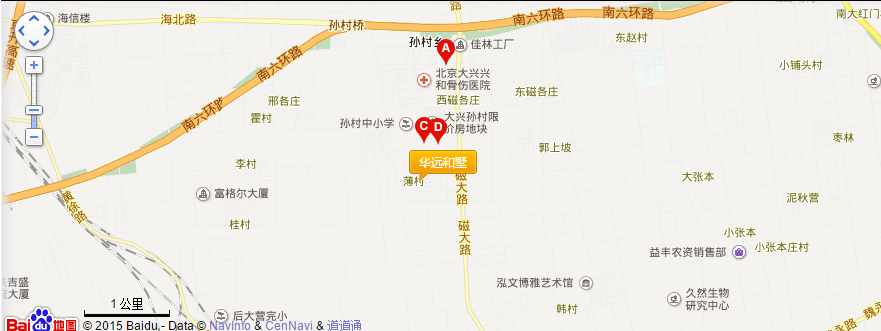 海信楼
海北路
孙村桥
南六环路
南大红门
孙村乡
佳林工厂
东赵村
A
南六环路
北京大兴兴
和骨伤医院
小铺头村
邢各庄
西磁各庄
东磁各庄
南六环路
霍村
孙村中小学
大兴孙村限
价房地块
C
D
枣林
郭上坡
李村
华远和墅
薄村
磁大路
大张本
黄徐路
富格尔大厦
泥秋营
桂村
磁大路
小张本
小张本庄村
益丰农资销售部
吉盛
大厦
泓文博雅艺术馆
久然生物
研究中心
韩村
1 公里
后大营完小
Bai 地图
© 2015 Baidu,- Data © NavInfo & CenNavi & 道道通